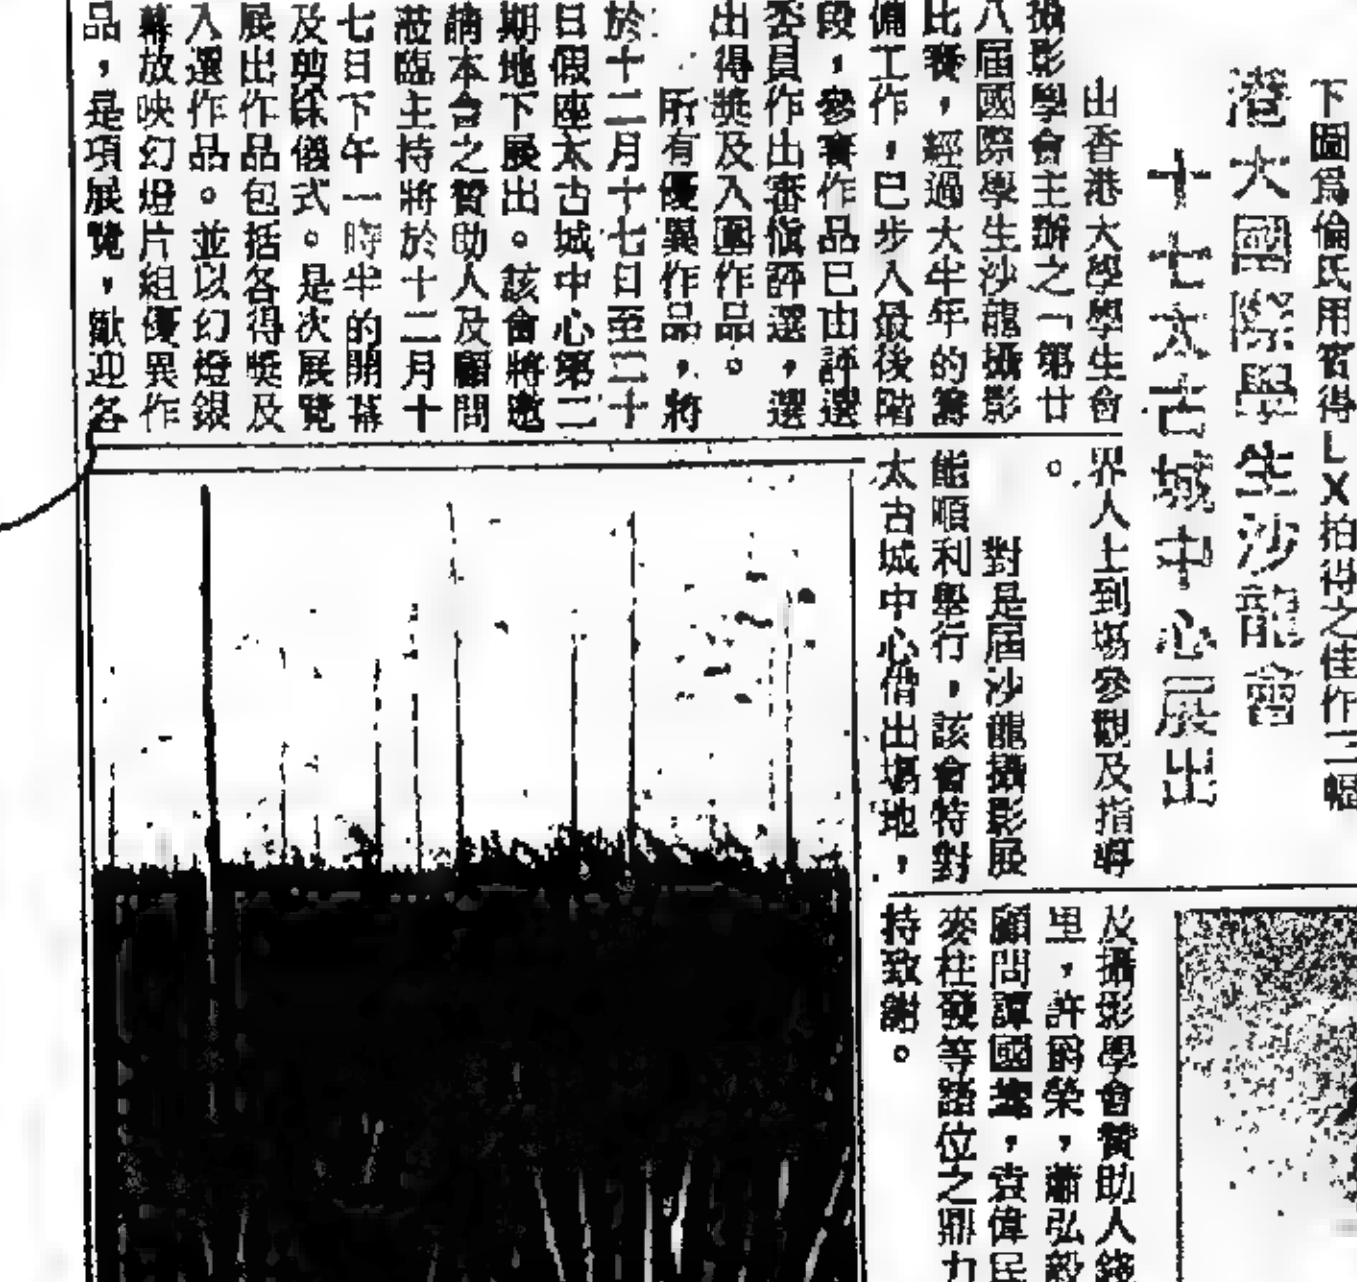 下圖爲倫氏用賓得LX拍得之佳作二幅
港大國際學生沙龍會
十七太古城中心展出
由香港大學學生會
攝影學會主辦之「第廿
八屆國際學生沙龍攝影
比賽，經過大半年的籌
備工作，已步入最後階
段，參賽作品已由評選
委員作出審慎評選，選
出得獎及入圍作品。
所有優異作品，將
於十二月十七日至二十
日假座太古城中心第二
期地下展出。該會將邀
請本會之贊助人及顧問
蒞臨主持將於十二月十
七日下午一時半的開幕
及剪綵儀式。是次展覽
展出作品包括各得獎及
入選作品。並以幻燈銀
幕放映幻燈片組優異作
品，是項展覽，歡迎各
界人士到場參觀及指導
。
對是屆沙龍攝影展
能順利舉行，該會特對
太古城中心借出場地，
及攝影學會贊助人錢
里，許爵榮，蕭弘毅
顧問譚國，袁偉民
麥柱發等諸位之鼎力
持致謝。